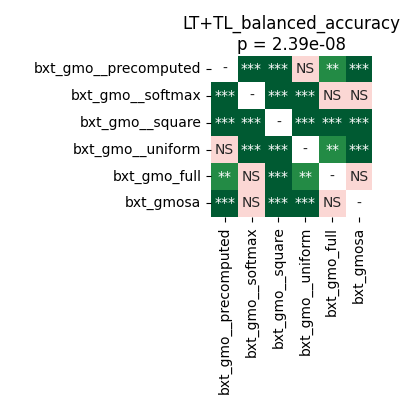 LT+TL_balanced_accuracy
p = 2.39e-08
bxt_gmo__precomputed - *** *** NS ** ***
bxt_gmo__softmax *** - *** *** NS NS
bxt_gmo__square *** *** - *** *** ***
bxt_gmo__uniform NS *** *** - ** ***
bxt_gmo_full ** NS *** ** - NS
bxt_gmosa *** NS *** *** NS -
bxt_gmo__precomputed
bxt_gmo__softmax
bxt_gmo__square
bxt_gmo__uniform
bxt_gmo_full
bxt_gmosa